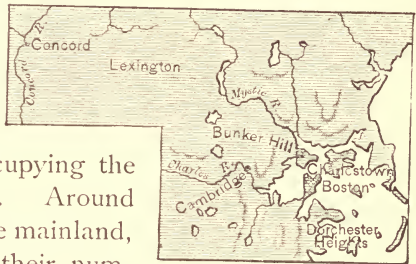 Concord
R.
Concord
Lexington
Mystic R.
Bunker Hill
Charlestown
Boston
Charles R.
Cambridge
Dorchester
Heights
cupying the
. Around
e mainland,
their num-